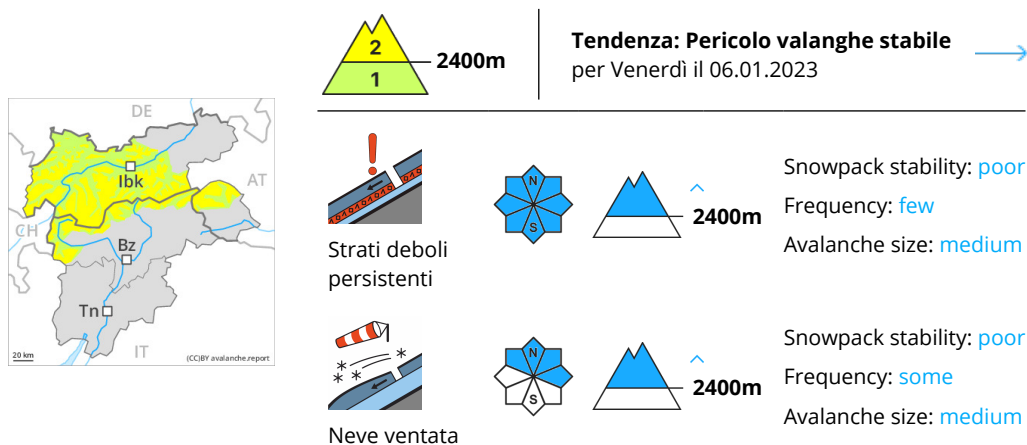 2
1
2400m
Tendenza: Pericolo valanghe stabile
per Venerdì il 06.01.2023
DE
Ibk
AT
CH
Bz
Tn
IT
20 km
(CC)BY avalanche.report
N
S
2400m
Snowpack stability: poor
Frequency: few
Avalanche size: medium
Strati deboli
persistenti
N
S
2400m
Snowpack stability: poor
Frequency: some
Avalanche size: medium
Neve ventata